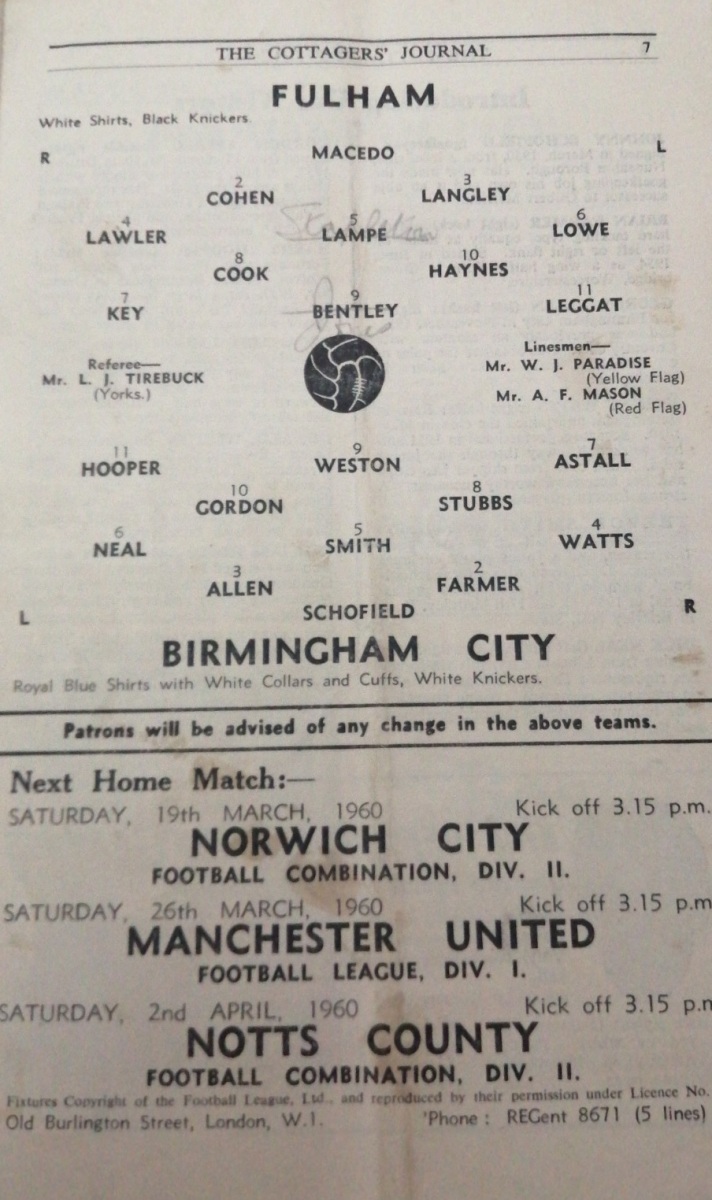 THE COTTAGERS' JOURNAL 7
FULHAM
White Shirts, Black Knickers.
R MACEDO L
2 3
COHEN LANGLEY
4 5 6
LAWLER LAMPE LOWE
8 10
COOK HAYNES
7 9 11
KEY BENTLEY LEGGAT
Jones
Referee—
Mr. L. J. TIREBUCK
(Yorks.)
Linesmen—
Mr. W. J. PARADISE
(Yellow Flag)
Mr. A. F. MASON
(Red Flag)
11 9 7
HOOPER WESTON ASTALL
10 8
GORDON STUBBS
6 5 4
NEAL SMITH WATTS
3 2
ALLEN FARMER
L SCHOFIELD R
BIRMINGHAM CITY
Royal Blue Shirts with White Collars and Cuffs, White Knickers.
Patrons will be advised of any change in the above teams.
Next Home Match:—
SATURDAY, 19th MARCH, 1960 Kick off 3.15 p.m.
NORWICH CITY
FOOTBALL COMBINATION, DIV. II.
SATURDAY, 26th MARCH, 1960 Kick off 3.15 p.m
MANCHESTER UNITED
FOOTBALL LEAGUE, DIV. I.
SATURDAY, 2nd APRIL, 1960 Kick off 3.15 p.n
NOTTS COUNTY
FOOTBALL COMBINATION, DIV. II.
Fixtures Copyright of the Football League, Ltd., and reproduced by their permission under Licence No.
Old Burlington Street, London, W.1. 'Phone : REGent 8671 (5 lines)